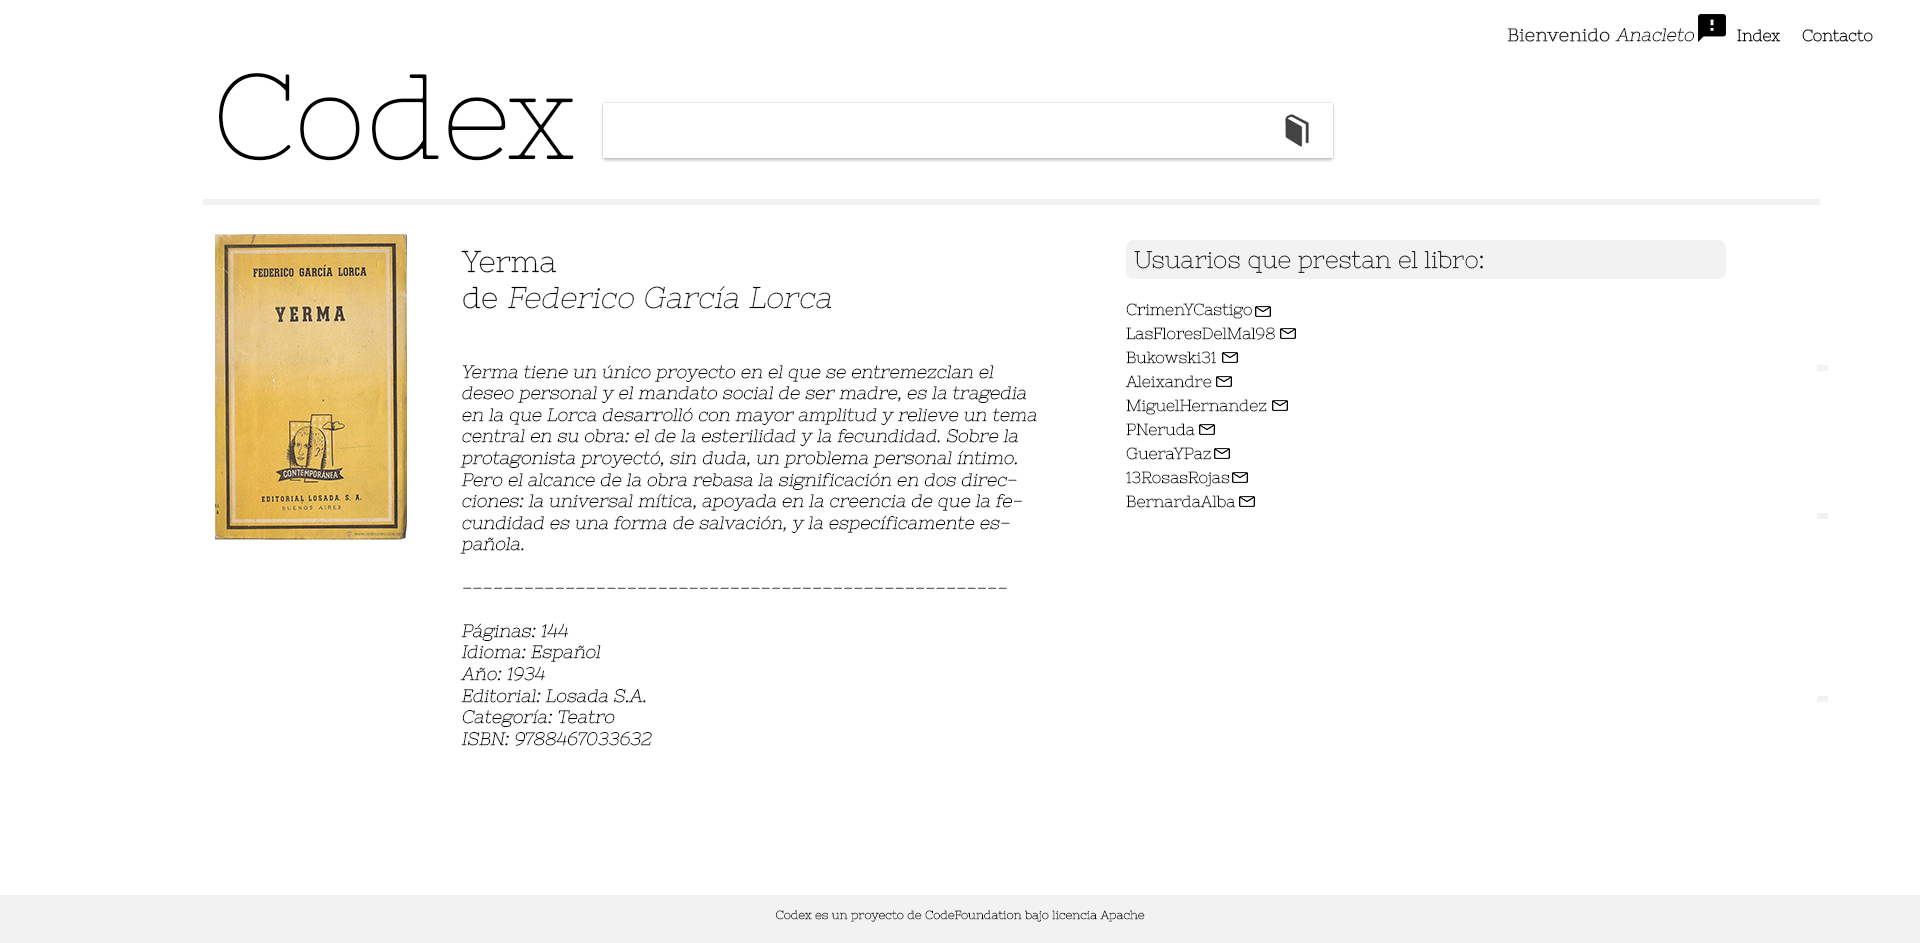 Bienvenido Anacleto
Index
Contacto
Codex
FEDERICO GARCÍA LORCA
YERMA
CONTEMPORÁNEA
EDITORIAL LOSADA. S. A.
BUENOS AIRES
Yerma
de Federico García Lorca
Yerma tiene un único proyecto en el que se entremezclan el
deseo personal y el mandato social de ser madre, es la tragedia
en la que Lorca desarrolló con mayor amplitud y relieve un tema
central en su obra: el de la esterilidad y la fecundidad. Sobre la
protagonista proyectó, sin duda, un problema personal íntimo.
Pero el alcance de la obra rebasa la significación en dos direc-
ciones: la universal mítica, apoyada en la creencia de que la fe-
cundidad es una forma de salvación, y la específicamente es-
pañola.
Páginas: 144
Idioma: Español
Año: 1934
Editorial: Losada S.A.
Categoría: Teatro
ISBN: 9788467033632
Usuarios que prestan el libro:
CrimenYCastigo
LasFloresDelMal98
Bukowski31
Aleixandre
MiguelHernandez
PNeruda
GueraYPaz
13RosasRojas
BernardaAlba
Codex es un proyecto de CodeFoundation bajo licencia Apache